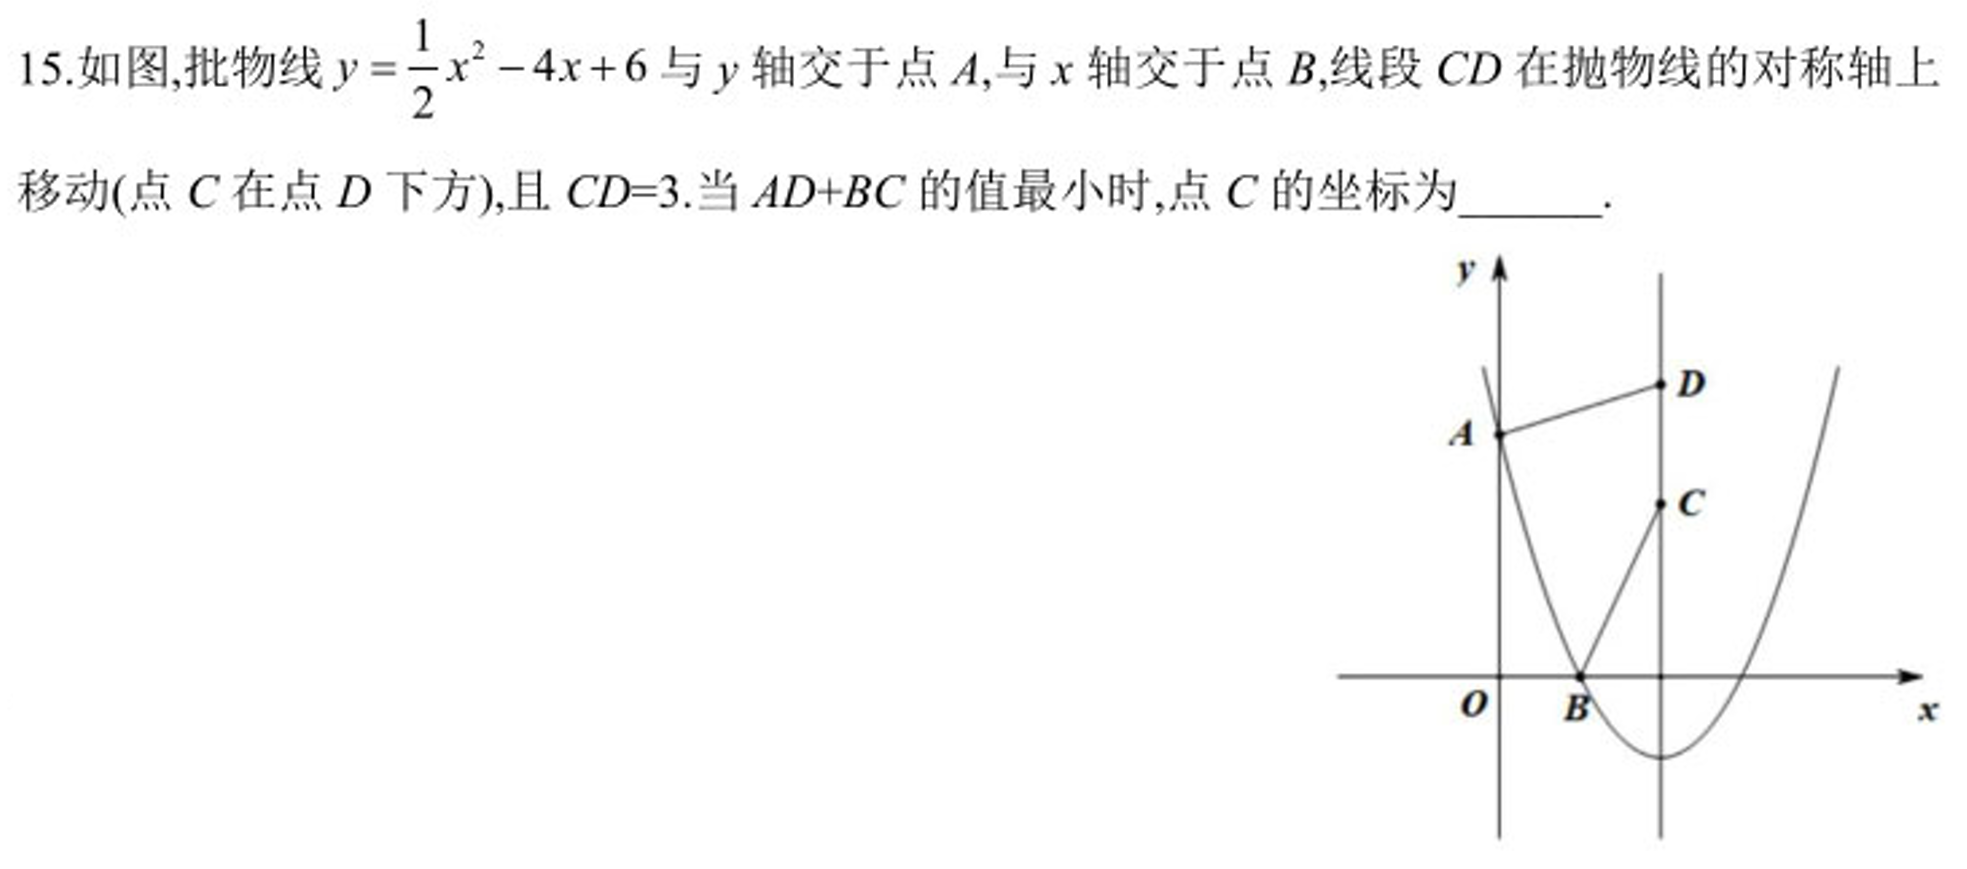 15.如图,批物线 y = 1/2 x² − 4x + 6 与 y 轴交于点 A,与 x 轴交于点 B,线段 CD 在抛物线的对称轴上
移动(点 C 在点 D 下方),且 CD=3.当 AD+BC 的值最小时,点 C 的坐标为______.
y
D
A
C
O
B
x